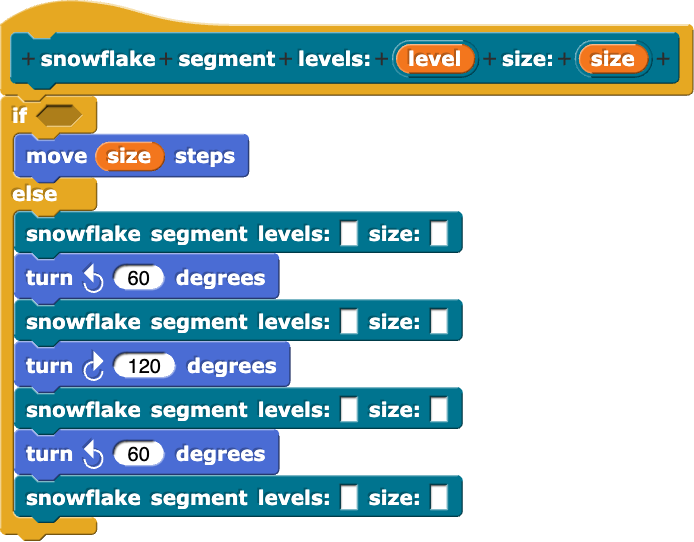 + snowflake + segment + levels: + level + size: + size +
if
move size steps
else
snowflake segment levels: size:
turn 60 degrees
snowflake segment levels: size:
turn 120 degrees
snowflake segment levels: size:
turn 60 degrees
snowflake segment levels: size: